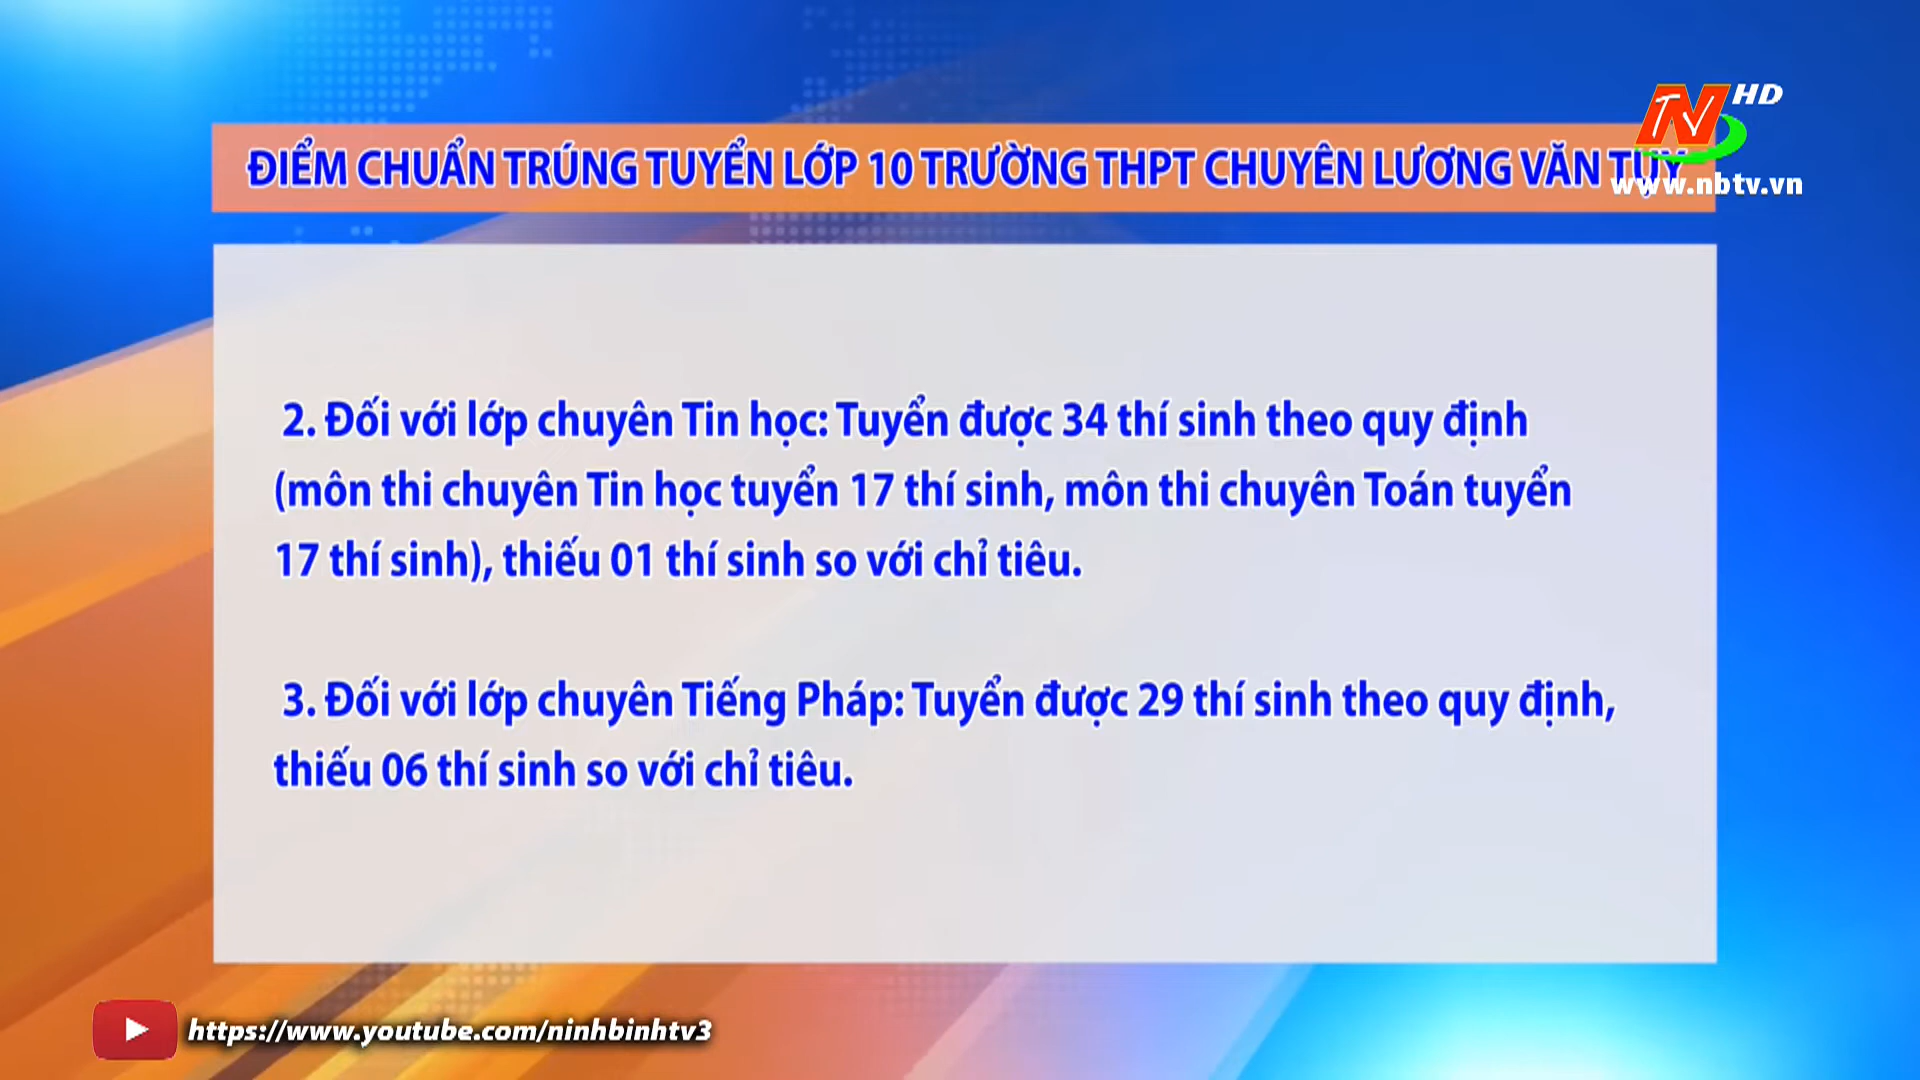 TV N HD
ĐIỂM CHUẨN TRÚNG TUYỂN LỚP 10 TRƯỜNG THPT CHUYÊN LƯƠNG VĂN TỤY
www.nbtv.vn
2. Đối với lớp chuyên Tin học: Tuyển được 34 thí sinh theo quy định
(môn thi chuyên Tin học tuyển 17 thí sinh, môn thi chuyên Toán tuyển
17 thí sinh), thiếu 01 thí sinh so với chỉ tiêu.
3. Đối với lớp chuyên Tiếng Pháp: Tuyển được 29 thí sinh theo quy định,
thiếu 06 thí sinh so với chỉ tiêu.
https://www.youtube.com/ninhbinhtv3